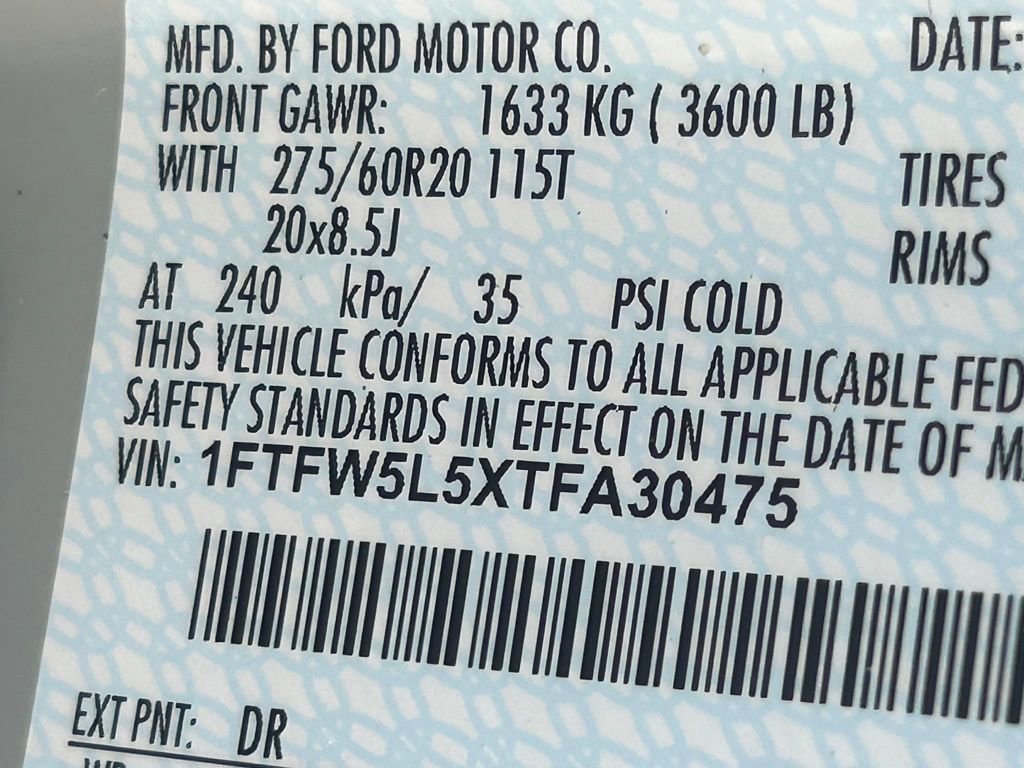 MFD. BY FORD MOTOR CO. DATE:
FRONT GAWR: 1633 KG ( 3600 LB)
WITH 275/60R20 115T TIRES
20x8.5J RIMS
AT 240 kPa/ 35 PSI COLD
THIS VEHICLE CONFORMS TO ALL APPLICABLE FED
SAFETY STANDARDS IN EFFECT ON THE DATE OF M
VIN: 1FTFW5L5XTFA30475
EXT PNT: DR